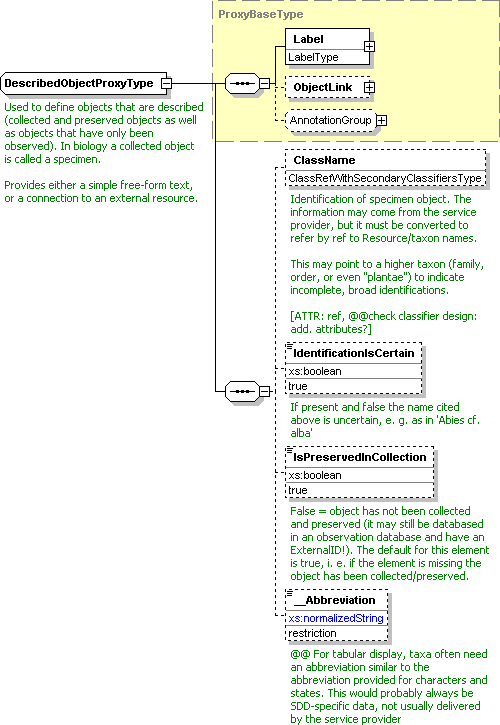 ProxyBaseType
Label
LabelType
DescribedObjectProxyType
ObjectLink
AnnotationGroup
Used to define objects that are described
(collected and preserved objects as well
as objects that have only been
observed). In biology a collected object
is called a specimen.
Provides either a simple free-form text,
or a connection to an external resource.
ClassName
ClassRefWithSecondaryClassifiersType
Identification of specimen object. The
information may come from the service
provider, but it must be converted to
refer by ref to Resource/taxon names.
This may point to a higher taxon (family,
order, or even "plantae") to indicate
incomplete, broad identifications.
[ATTR: ref, @@check classifier design:
add. attributes?]
IdentificationIsCertain
xs:boolean
true
If present and false the name cited
above is uncertain, e. g. as in 'Abies cf.
alba'
IsPreservedInCollection
xs:boolean
true
False = object has not been collected
and preserved (it may still be databased
in an observation database and have an
ExternalID!). The default for this element
is true, i. e. if the element is missing the
object has been collected/preserved.
__Abbreviation
xs:normalizedString
restriction
@@ For tabular display, taxa often need
an abbreviation similar to the
abbreviation provided for characters and
states. This would probably always be
SDD-specific data, not usually delivered
by the service provider